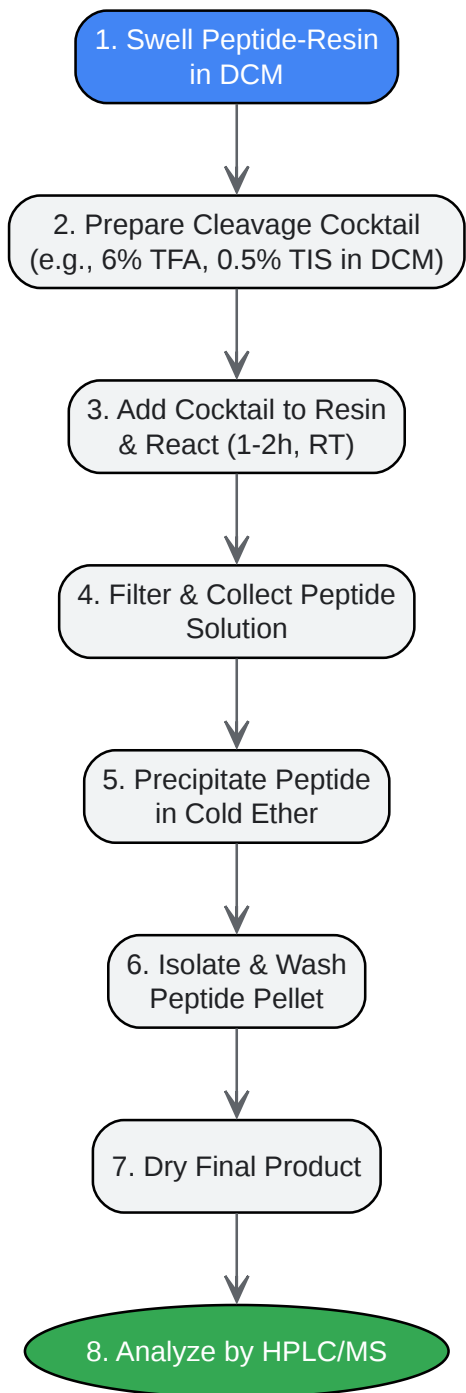 1. Swell Peptide-Resin
in DCM
2. Prepare Cleavage Cocktail
(e.g., 6% TFA, 0.5% TIS in DCM)
3. Add Cocktail to Resin
& React (1-2h, RT)
4. Filter & Collect Peptide
Solution
5. Precipitate Peptide
in Cold Ether
6. Isolate & Wash
Peptide Pellet
7. Dry Final Product
8. Analyze by HPLC/MS